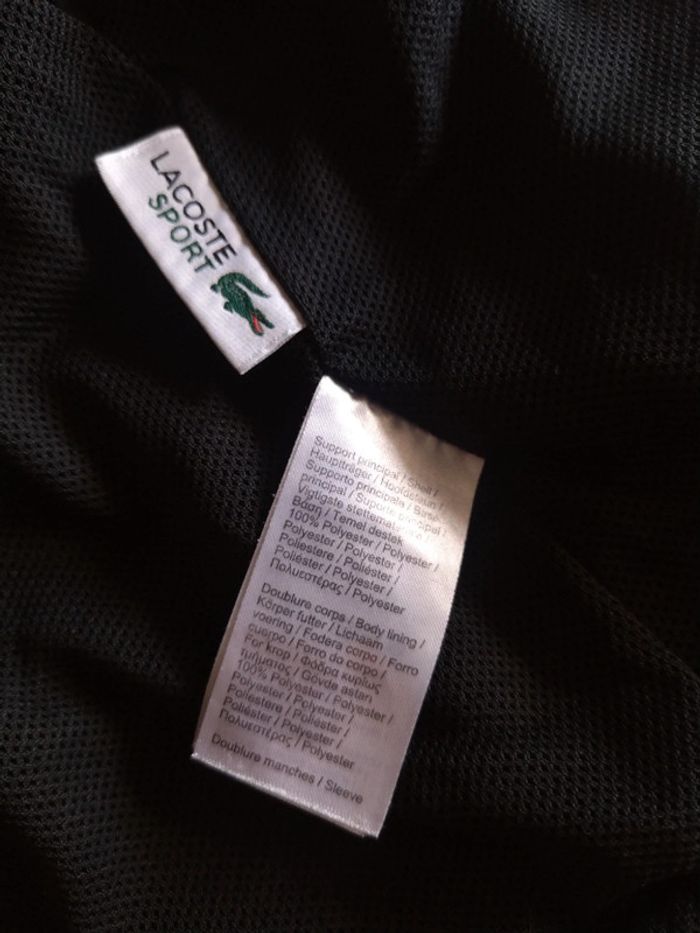 LACOSTE
SPORT
Support principal / Shell /
Hauptträger / Hoofdsteun /
Supporto principale / Base
principal / Suporte principal /
Vigtigste
Βάση / Temel destek
100% Polyester / Polyester /
Polyester / Polyester /
Poliestere / Poliéster /
Poliéster / Polyester /
Πολυεστέρας / Polyester
Doublure corps / Body lining /
Körper futter / Lichaam
voering / Fodera corpo / Forro
cuerpo / Forro do corpo /
For krop / Φόδρα κυρίως
τμήματος / Gövde astarı
100% Polyester / Polyester /
Polyester / Polyester /
Poliestere / Poliéster /
Poliéster / Polyester /
Πολυεστέρας / Polyester
Doublure manches / Sleeve